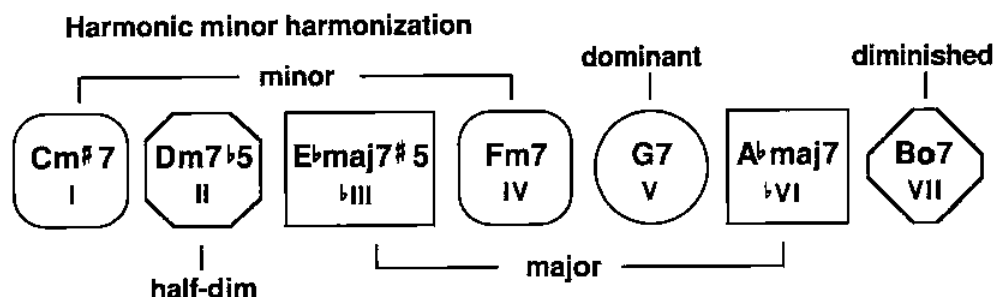 Harmonic minor harmonization
minor
dominant
diminished
Cm♯7 Dm7♭5 E♭maj7♯5 Fm7 G7 A♭maj7 Bo7
I II ♭III IV V ♭VI VII
half-dim
major